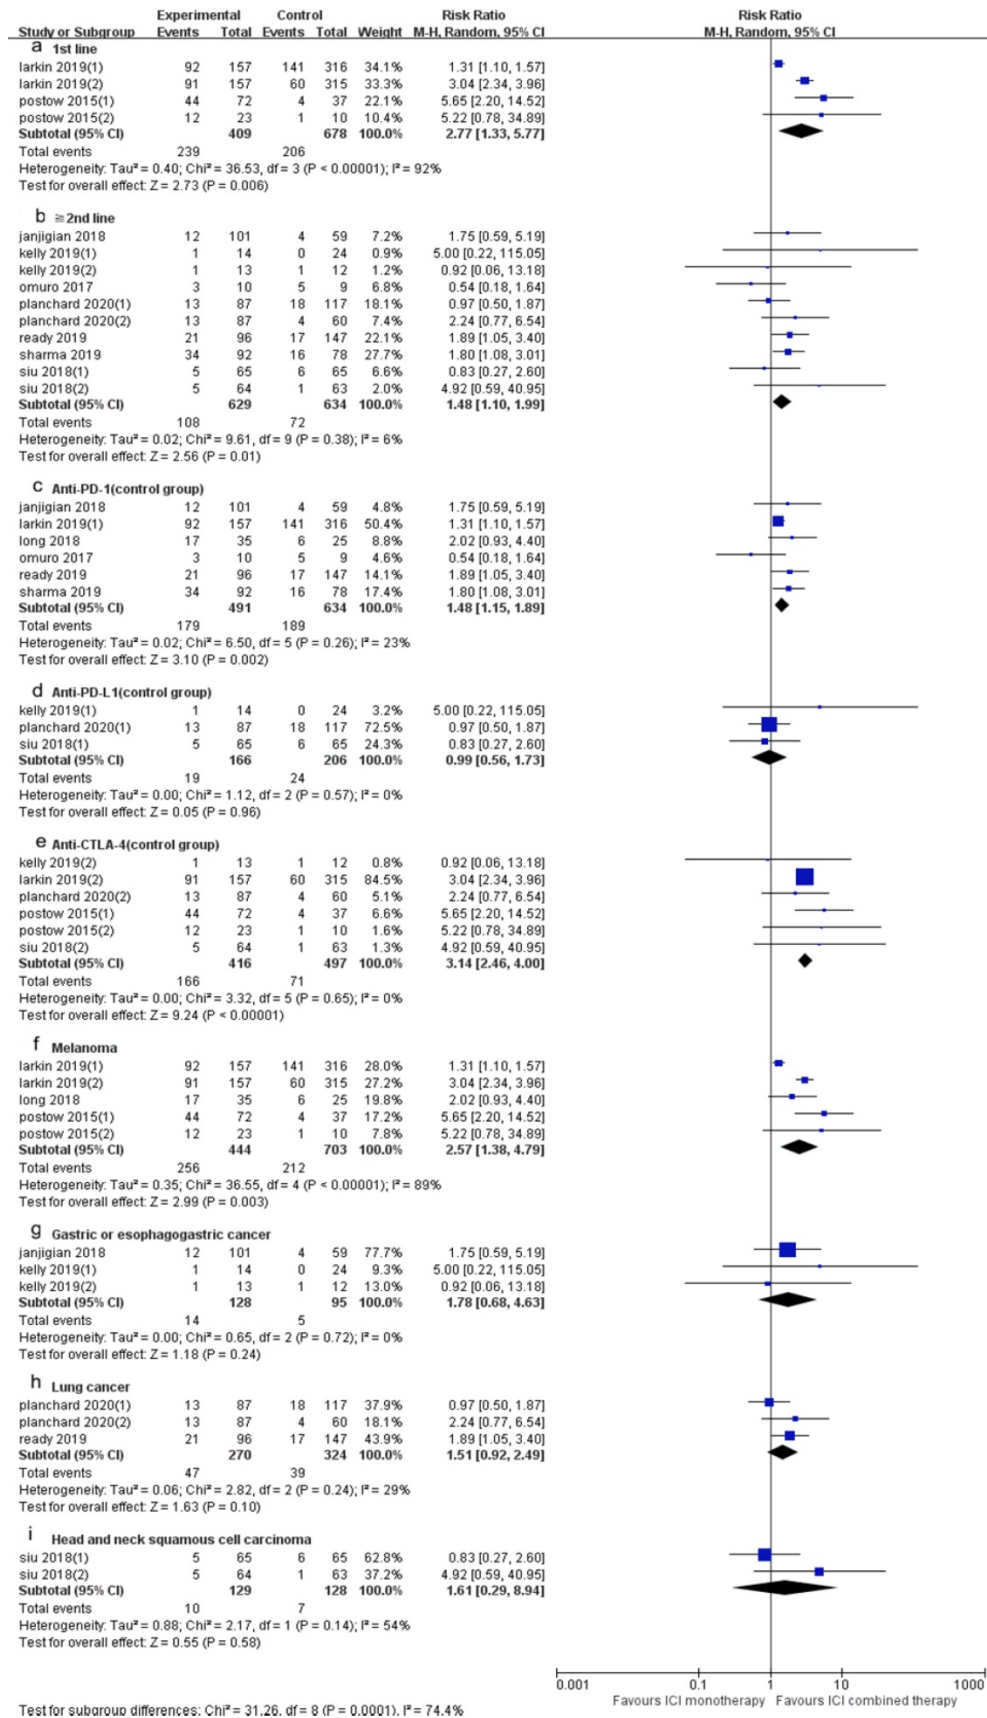 Experimental Control Risk Ratio Risk Ratio
Study or Subgroup Events Total Events Total Weight M-H, Random, 95% CI M-H, Random, 95% CI
a 1st line
larkin 2019(1) 92 157 141 316 34.1% 1.31 [1.10, 1.57]
larkin 2019(2) 91 157 60 315 33.3% 3.04 [2.34, 3.96]
postow 2015(1) 44 72 4 37 22.1% 5.65 [2.20, 14.52]
postow 2015(2) 12 23 1 10 10.4% 5.22 [0.78, 34.89]
Subtotal (95% CI) 409 678 100.0% 2.77 [1.33, 5.77]
Total events 239 206
Heterogeneity: Tau² = 0.40; Chi² = 36.53, df = 3 (P < 0.00001); I² = 92%
Test for overall effect: Z = 2.73 (P = 0.006)
b ≧2nd line
janjigian 2018 12 101 4 59 7.2% 1.75 [0.59, 5.19]
kelly 2019(1) 1 14 0 24 0.9% 5.00 [0.22, 115.05]
kelly 2019(2) 1 13 1 12 1.2% 0.92 [0.06, 13.18]
omuro 2017 3 10 5 9 6.8% 0.54 [0.18, 1.64]
planchard 2020(1) 13 87 18 117 18.1% 0.97 [0.50, 1.87]
planchard 2020(2) 13 87 4 60 7.4% 2.24 [0.77, 6.54]
ready 2019 21 96 17 147 22.1% 1.89 [1.05, 3.40]
sharma 2019 34 92 16 78 27.7% 1.80 [1.08, 3.01]
siu 2018(1) 5 65 6 65 6.6% 0.83 [0.27, 2.60]
siu 2018(2) 5 64 1 63 2.0% 4.92 [0.59, 40.95]
Subtotal (95% CI) 629 634 100.0% 1.48 [1.10, 1.99]
Total events 108 72
Heterogeneity: Tau² = 0.02; Chi² = 9.61, df = 9 (P = 0.38); I² = 6%
Test for overall effect: Z = 2.56 (P = 0.01)
c Anti-PD-1(control group)
janjigian 2018 12 101 4 59 4.8% 1.75 [0.59, 5.19]
larkin 2019(1) 92 157 141 316 50.4% 1.31 [1.10, 1.57]
long 2018 17 35 6 25 8.8% 2.02 [0.93, 4.40]
omuro 2017 3 10 5 9 4.6% 0.54 [0.18, 1.64]
ready 2019 21 96 17 147 14.1% 1.89 [1.05, 3.40]
sharma 2019 34 92 16 78 17.4% 1.80 [1.08, 3.01]
Subtotal (95% CI) 491 634 100.0% 1.48 [1.15, 1.89]
Total events 179 189
Heterogeneity: Tau² = 0.02; Chi² = 6.50, df = 5 (P = 0.26); I² = 23%
Test for overall effect: Z = 3.10 (P = 0.002)
d Anti-PD-L1(control group)
kelly 2019(1) 1 14 0 24 3.2% 5.00 [0.22, 115.05]
planchard 2020(1) 13 87 18 117 72.5% 0.97 [0.50, 1.87]
siu 2018(1) 5 65 6 65 24.3% 0.83 [0.27, 2.60]
Subtotal (95% CI) 166 206 100.0% 0.99 [0.56, 1.73]
Total events 19 24
Heterogeneity: Tau² = 0.00; Chi² = 1.12, df = 2 (P = 0.57); I² = 0%
Test for overall effect: Z = 0.05 (P = 0.96)
e Anti-CTLA-4(control group)
kelly 2019(2) 1 13 1 12 0.8% 0.92 [0.06, 13.18]
larkin 2019(2) 91 157 60 315 84.5% 3.04 [2.34, 3.96]
planchard 2020(2) 13 87 4 60 5.1% 2.24 [0.77, 6.54]
postow 2015(1) 44 72 4 37 6.6% 5.65 [2.20, 14.52]
postow 2015(2) 12 23 1 10 1.6% 5.22 [0.78, 34.89]
siu 2018(2) 5 64 1 63 1.3% 4.92 [0.59, 40.95]
Subtotal (95% CI) 416 497 100.0% 3.14 [2.46, 4.00]
Total events 166 71
Heterogeneity: Tau² = 0.00; Chi² = 3.32, df = 5 (P = 0.65); I² = 0%
Test for overall effect: Z = 9.24 (P < 0.00001)
f Melanoma
larkin 2019(1) 92 157 141 316 28.0% 1.31 [1.10, 1.57]
larkin 2019(2) 91 157 60 315 27.2% 3.04 [2.34, 3.96]
long 2018 17 35 6 25 19.8% 2.02 [0.93, 4.40]
postow 2015(1) 44 72 4 37 17.2% 5.65 [2.20, 14.52]
postow 2015(2) 12 23 1 10 7.8% 5.22 [0.78, 34.89]
Subtotal (95% CI) 444 703 100.0% 2.57 [1.38, 4.79]
Total events 256 212
Heterogeneity: Tau² = 0.35; Chi² = 36.55, df = 4 (P < 0.00001); I² = 89%
Test for overall effect: Z = 2.99 (P = 0.003)
g Gastric or esophagogastric cancer
janjigian 2018 12 101 4 59 77.7% 1.75 [0.59, 5.19]
kelly 2019(1) 1 14 0 24 9.3% 5.00 [0.22, 115.05]
kelly 2019(2) 1 13 1 12 13.0% 0.92 [0.06, 13.18]
Subtotal (95% CI) 128 95 100.0% 1.78 [0.68, 4.63]
Total events 14 5
Heterogeneity: Tau² = 0.00; Chi² = 0.65, df = 2 (P = 0.72); I² = 0%
Test for overall effect: Z = 1.18 (P = 0.24)
h Lung cancer
planchard 2020(1) 13 87 18 117 37.9% 0.97 [0.50, 1.87]
planchard 2020(2) 13 87 4 60 18.1% 2.24 [0.77, 6.54]
ready 2019 21 96 17 147 43.9% 1.89 [1.05, 3.40]
Subtotal (95% CI) 270 324 100.0% 1.51 [0.92, 2.49]
Total events 47 39
Heterogeneity: Tau² = 0.06; Chi² = 2.82, df = 2 (P = 0.24); I² = 29%
Test for overall effect: Z = 1.63 (P = 0.10)
i Head and neck squamous cell carcinoma
siu 2018(1) 5 65 6 65 62.8% 0.83 [0.27, 2.60]
siu 2018(2) 5 64 1 63 37.2% 4.92 [0.59, 40.95]
Subtotal (95% CI) 129 128 100.0% 1.61 [0.29, 8.94]
Total events 10 7
Heterogeneity: Tau² = 0.88; Chi² = 2.17, df = 1 (P = 0.14); I² = 54%
Test for overall effect: Z = 0.55 (P = 0.58)
0.001 0.1 1 10 1000
Favours ICI monotherapy Favours ICI combined therapy
Test for subgroup differences: Chi² = 31.26, df = 8 (P = 0.0001), I² = 74.4%